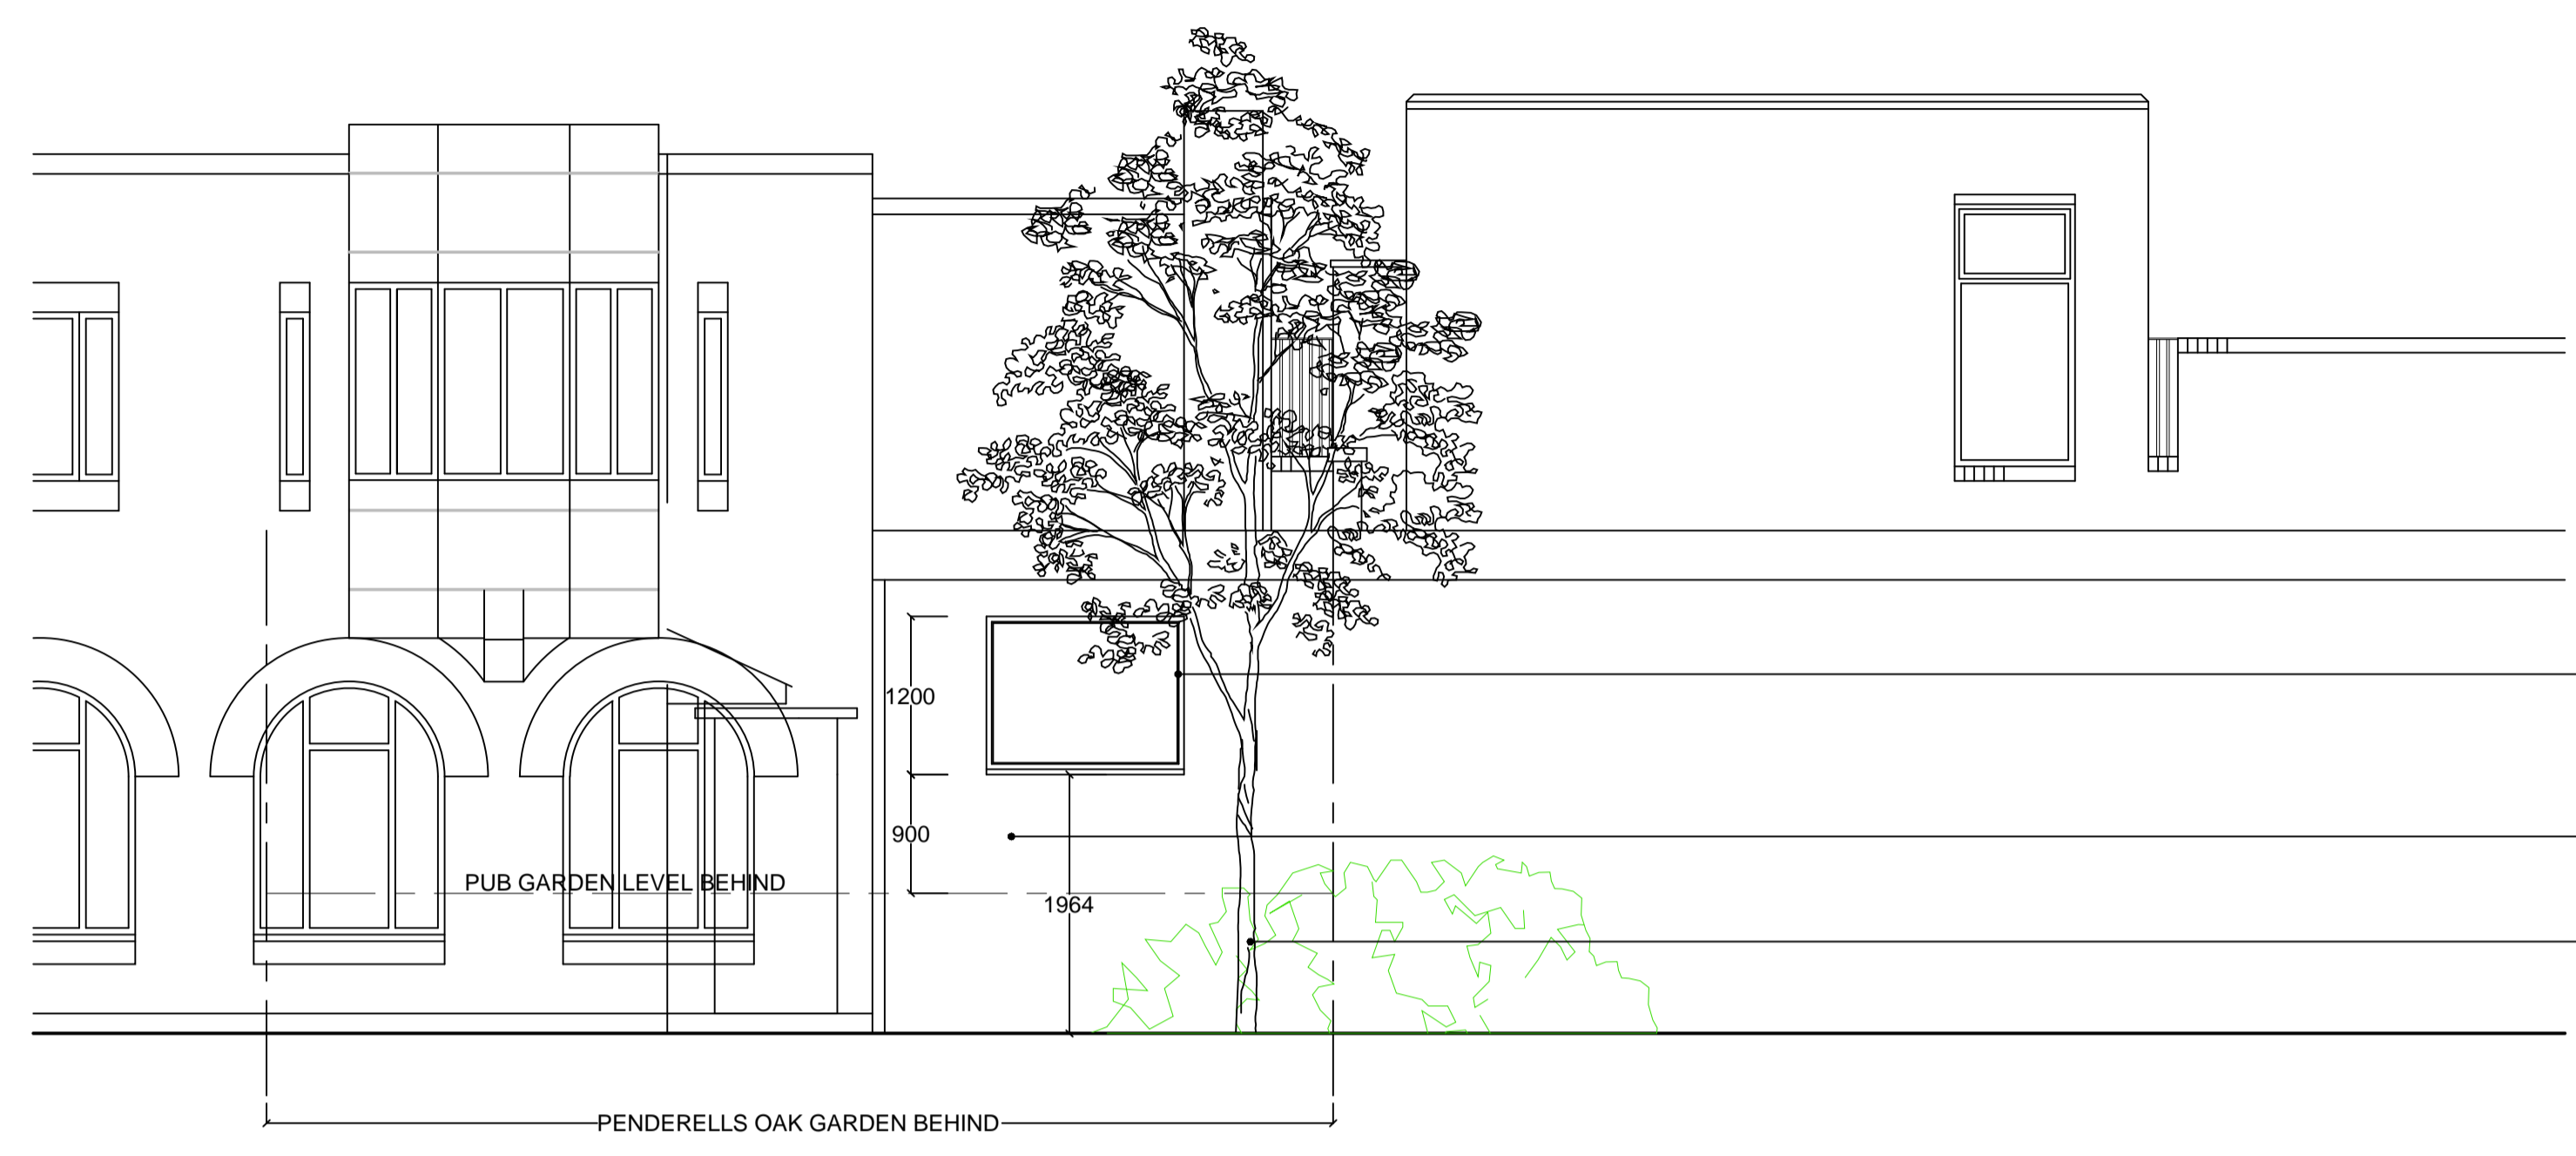 1200
900
PUB GARDEN LEVEL BEHIND
1964
PENDERELLS OAK GARDEN BEHIND